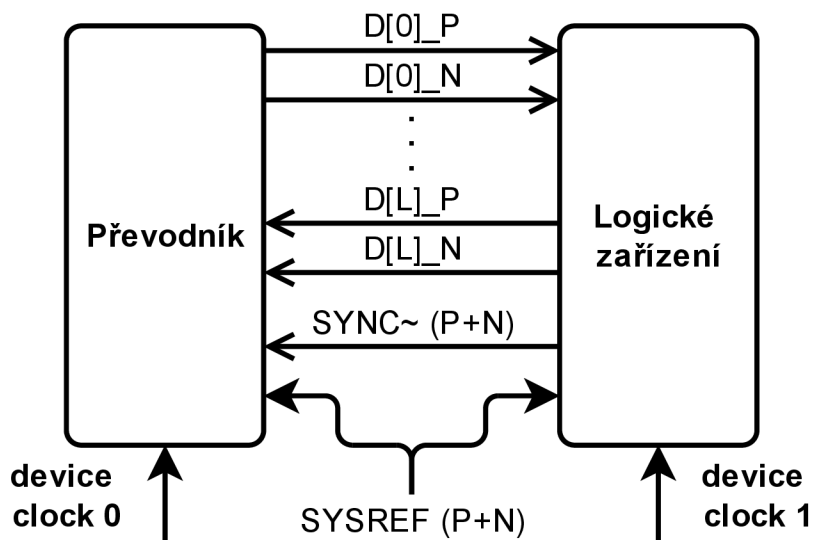 D[0]_P
D[0]_N
.
.
.
D[L]_P
D[L]_N
SYNC~ (P+N)
Převodník
Logické
zařízení
device
clock 0
SYSREF (P+N)
device
clock 1